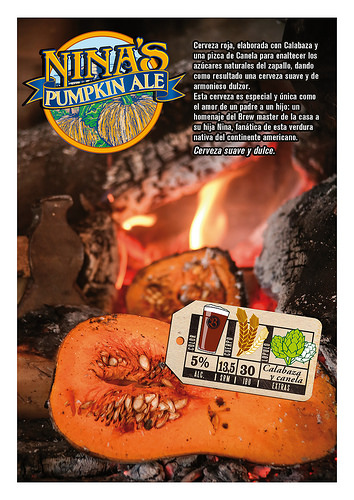 NINA'S
PUMPKIN ALE
Cerveza roja, elaborada con Calabaza y
una pizca de Canela para enaltecer los
azúcares naturales del zapallo, dando
como resultado una cerveza suave y de
armonioso dulzor.
Esta cerveza es especial y única como
el amor de un padre a un hijo: un
homenaje del Brew master de la casa a
su hija Nina, fanática de esta verdura
nativa del continente americano.
Cerveza suave y dulce.
COLOR
CUERPO
5%
ALC.
13,5
SRM
30
IBU
Calabaza
y canela
EXTRAS